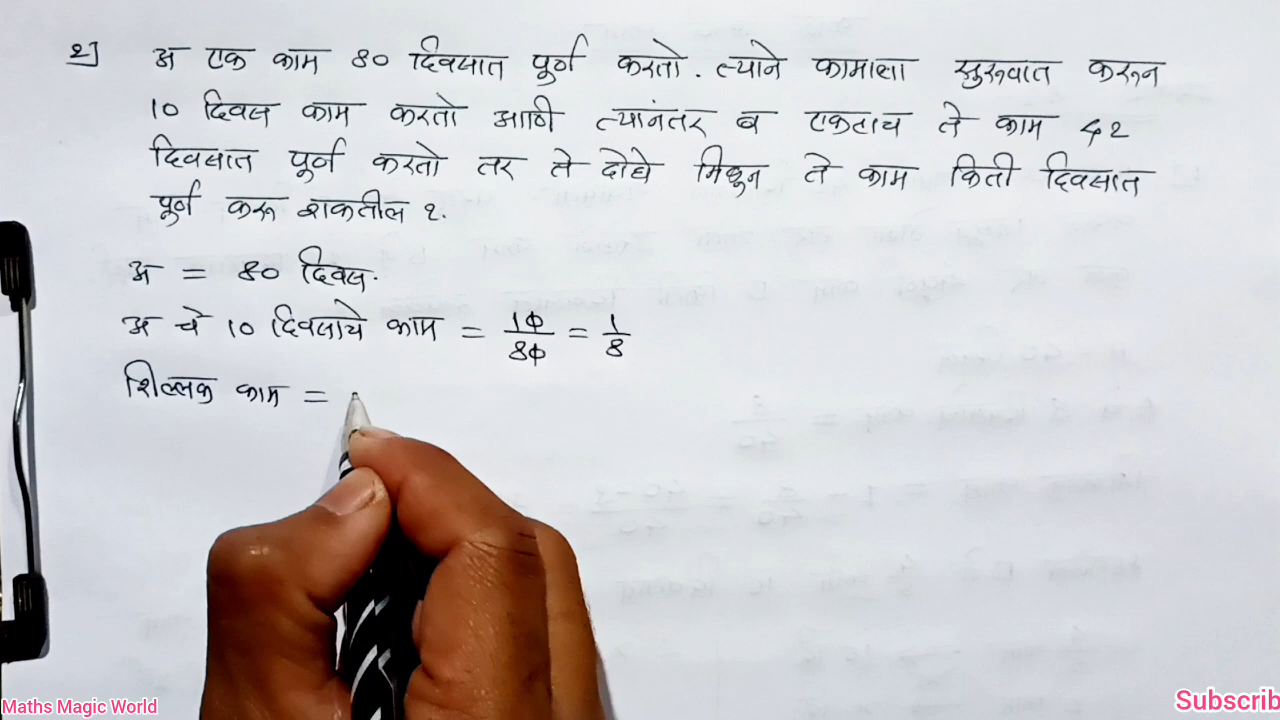 २] अ एक काम 80 दिवसात पूर्ण करतो. त्याने कामाला सुरुवात करून
10 दिवस काम करतो आणि त्यानंतर ब एकटाच ते काम 42
दिवसात पूर्ण करतो तर ते दोघे मिळून ते काम किती दिवसात
पूर्ण करू शकतील ?.
अ = 80 दिवस.
अ चे 10 दिवसाचे काम = 10/80 = 1/8
शिल्लक काम =
Maths Magic World
Subscrib